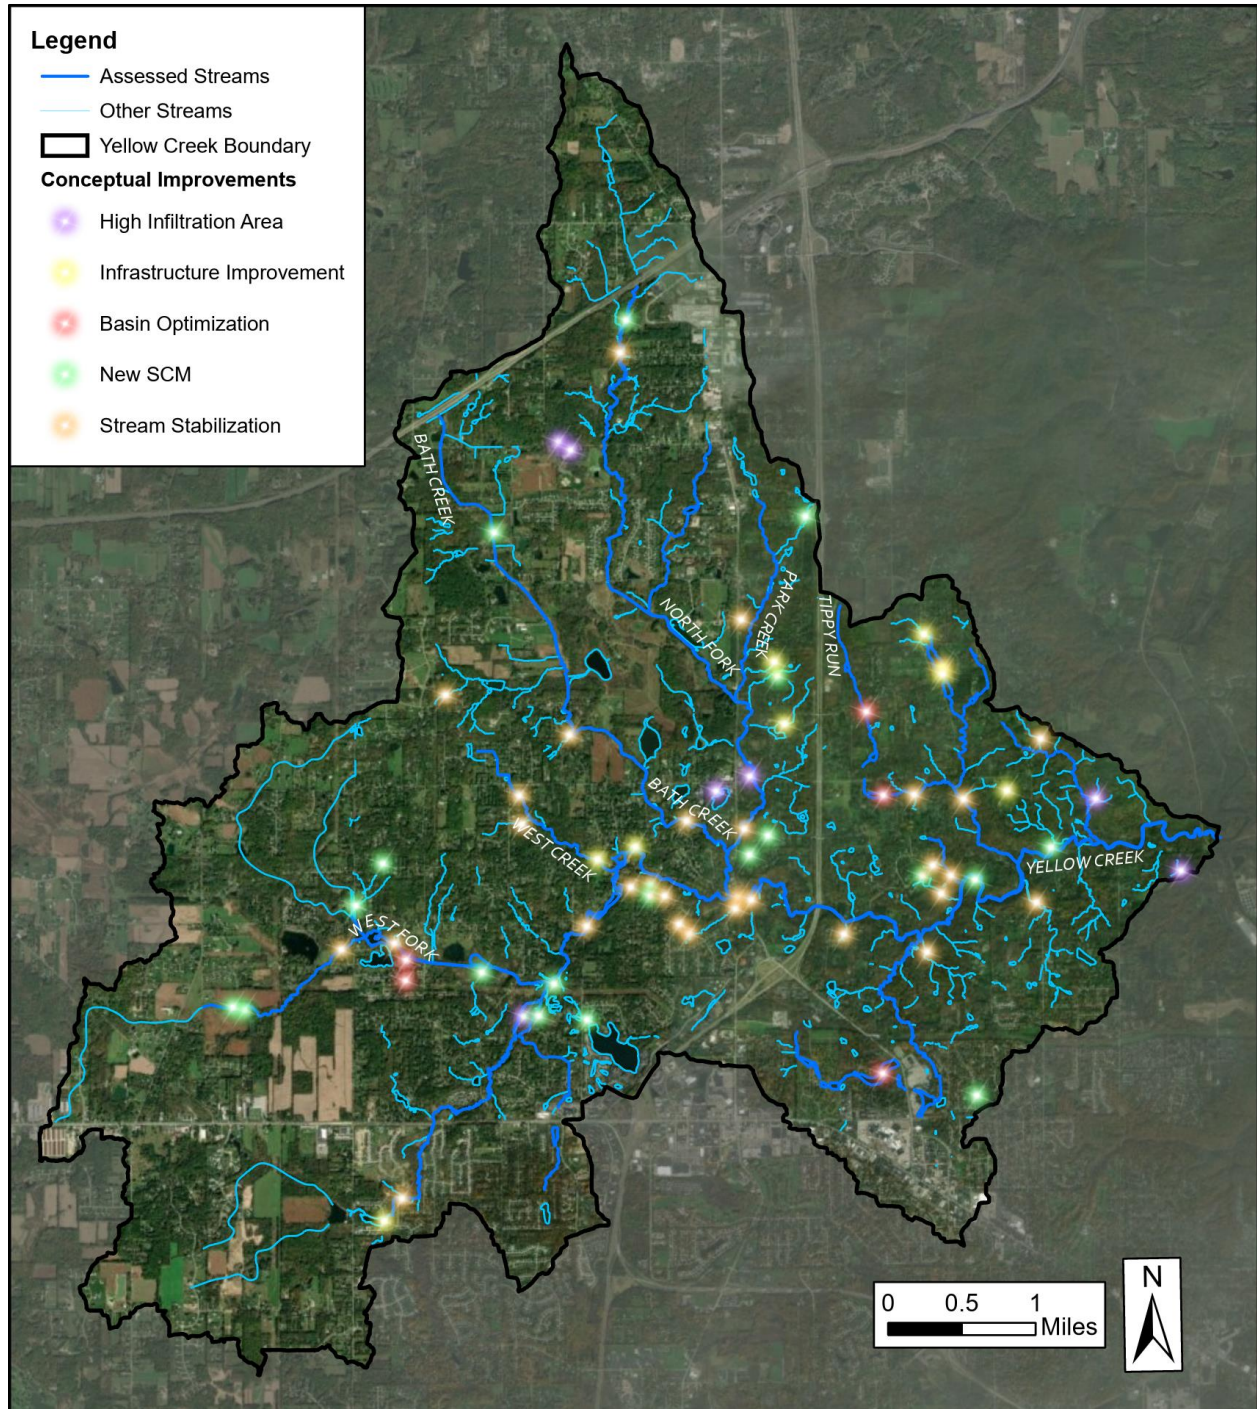 Legend
Assessed Streams
Other Streams
Yellow Creek Boundary
Conceptual Improvements
High Infiltration Area
Infrastructure Improvement
Basin Optimization
New SCM
Stream Stabilization
BATH CREEK
PARK CREEK
TIPPY RUN
NORTH FORK
BATH CREEK
WEST CREEK
YELLOW CREEK
WEST FORK
N
0 0.5 1
Miles